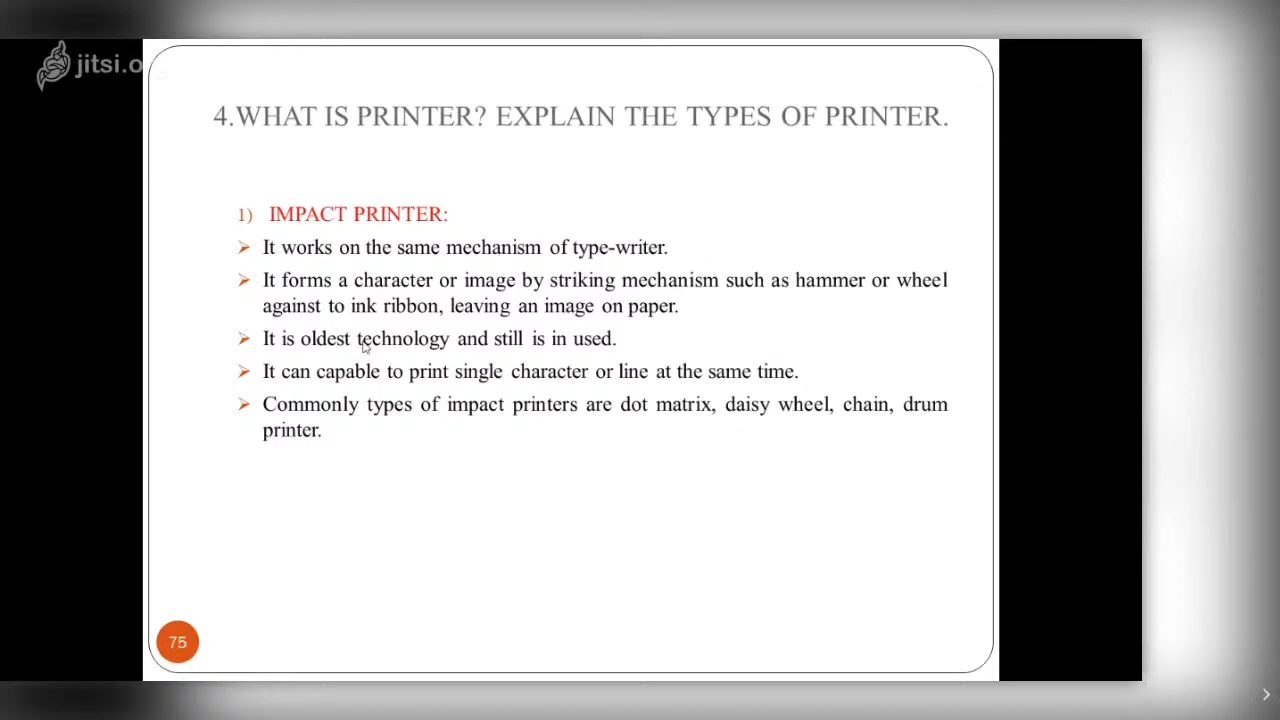 jitsi.o
4.WHAT IS PRINTER? EXPLAIN THE TYPES OF PRINTER.
1) IMPACT PRINTER:
➢ It works on the same mechanism of type-writer.
➢ It forms a character or image by striking mechanism such as hammer or wheel
against to ink ribbon, leaving an image on paper.
➢ It is oldest technology and still is in used.
➢ It can capable to print single character or line at the same time.
➢ Commonly types of impact printers are dot matrix, daisy wheel, chain, drum
printer.
75